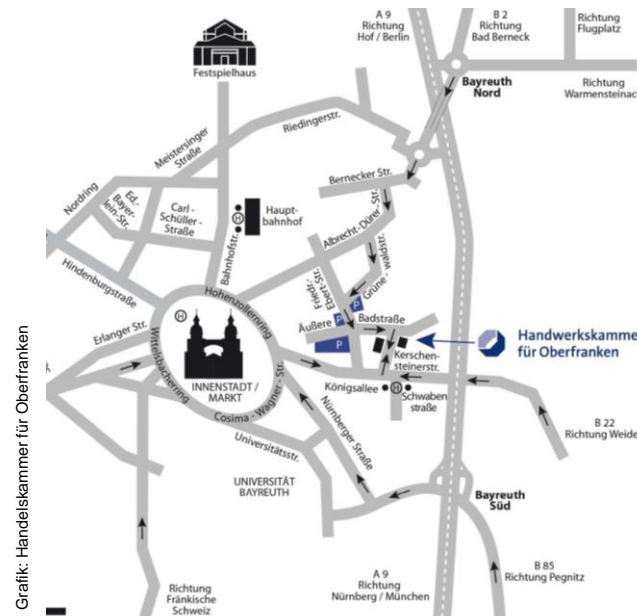 A 9
Richtung
Hof / Berlin
B 2
Richtung
Bad Berneck
Richtung
Flugplatz
Festspielhaus
Bayreuth
Nord
Richtung
Warmensteinach
Riedingerstr.
Meistersinger
Straße
Bernecker Str.
Nordring
Ed.-
Bayer-
lein-Str.
Carl-
Schüller-
Straße
Bahnhofstr.
H
Haupt-
bahnhof
Albrecht-Dürer-Str.
Hindenburgstraße
Friedr.-
Ebert-Str.
Grüne-
waldstr.
Hohenzollernring
P
P
P
Äußere
Badstraße
Handwerkskammer
für Oberfranken
Erlanger Str.
H
Kerschen-
steinerstr.
Wittelsbacherring
INNENSTADT /
MARKT
Königsallee
H
Schwaben
straße
Cosima - Wagner - Str.
Nürnberger Straße
Universitätsstr.
B 22
Richtung Weide
UNIVERSITÄT
BAYREUTH
Bayreuth
Süd
B 85
Richtung Pegnitz
A 9
Richtung
Nürnberg / München
Richtung
Fränkische
Schweiz
Grafik: Handelskammer für Oberfranken